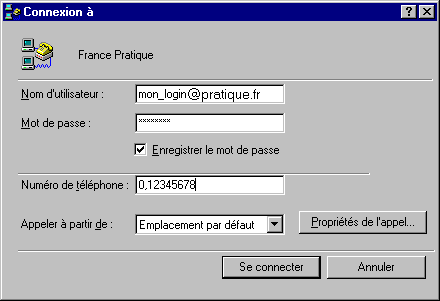 Connexion à
France Pratique
Nom d'utilisateur : mon_login@pratique.fr
Mot de passe : xxxxxxxx
Enregistrer le mot de passe
Numéro de téléphone : 0,12345678
Appeler à partir de : Emplacement par défaut Propriétés de l'appel...
Se connecter Annuler